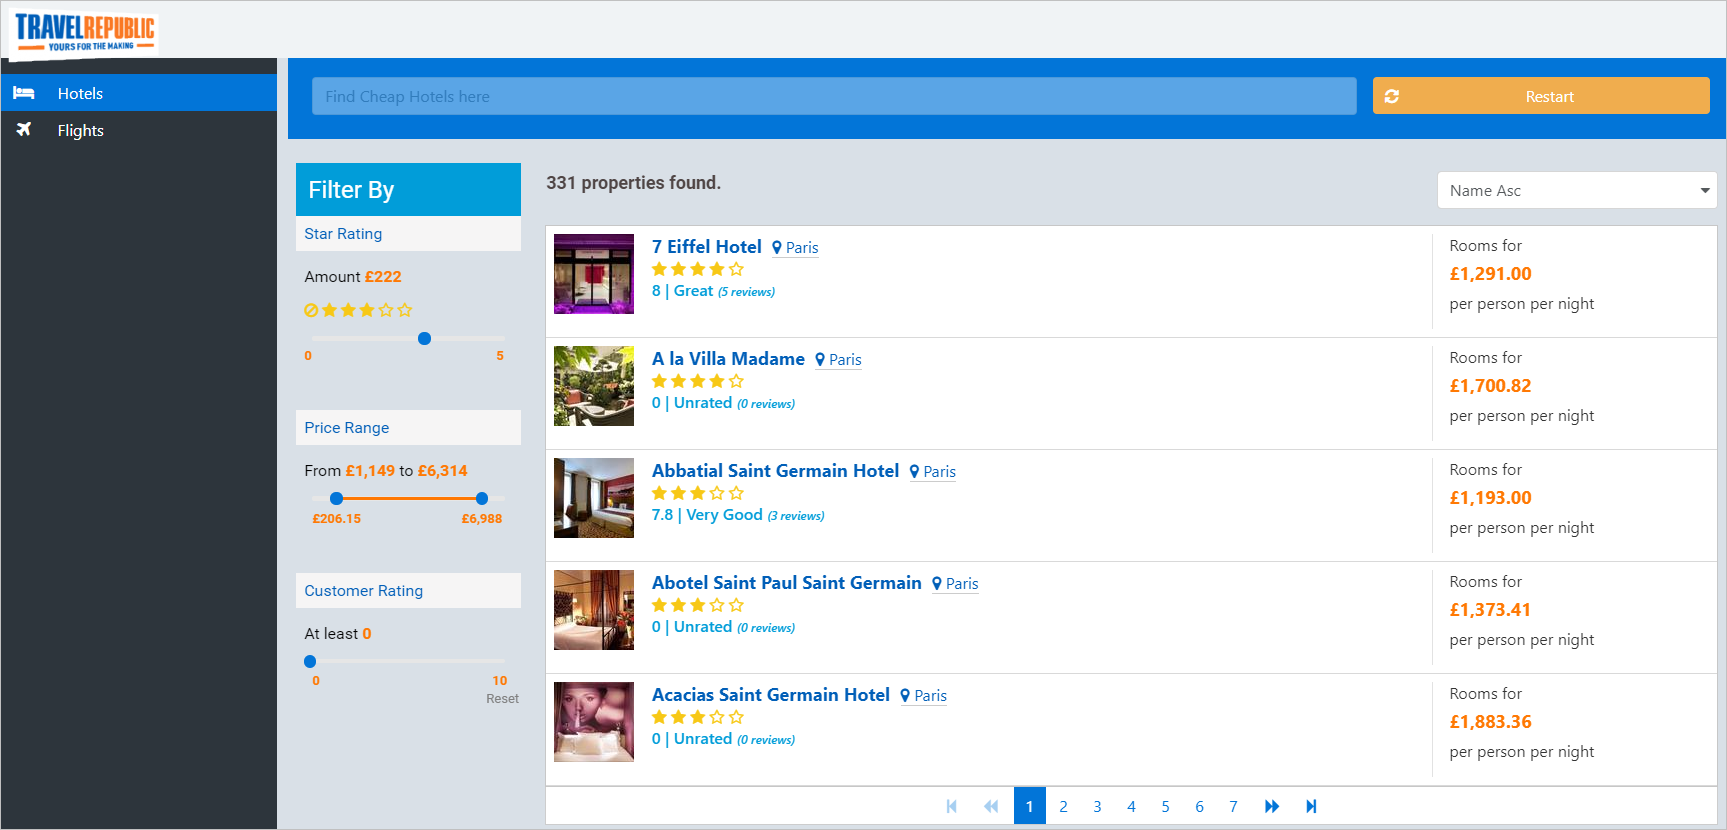 TRAVELREPUBLIC
YOURS FOR THE MAKING
Hotels
Flights
Find Cheap Hotels here
Restart
Filter By
Star Rating
Amount £222
0 5
Price Range
From £1,149 to £6,314
£206.15 £6,988
Customer Rating
At least 0
0 10
Reset
331 properties found.
Name Asc
7 Eiffel Hotel Paris
8 | Great (5 reviews)
Rooms for
£1,291.00
per person per night
A la Villa Madame Paris
0 | Unrated (0 reviews)
Rooms for
£1,700.82
per person per night
Abbatial Saint Germain Hotel Paris
7.8 | Very Good (3 reviews)
Rooms for
£1,193.00
per person per night
Abotel Saint Paul Saint Germain Paris
0 | Unrated (0 reviews)
Rooms for
£1,373.41
per person per night
Acacias Saint Germain Hotel Paris
0 | Unrated (0 reviews)
Rooms for
£1,883.36
per person per night
1 2 3 4 5 6 7